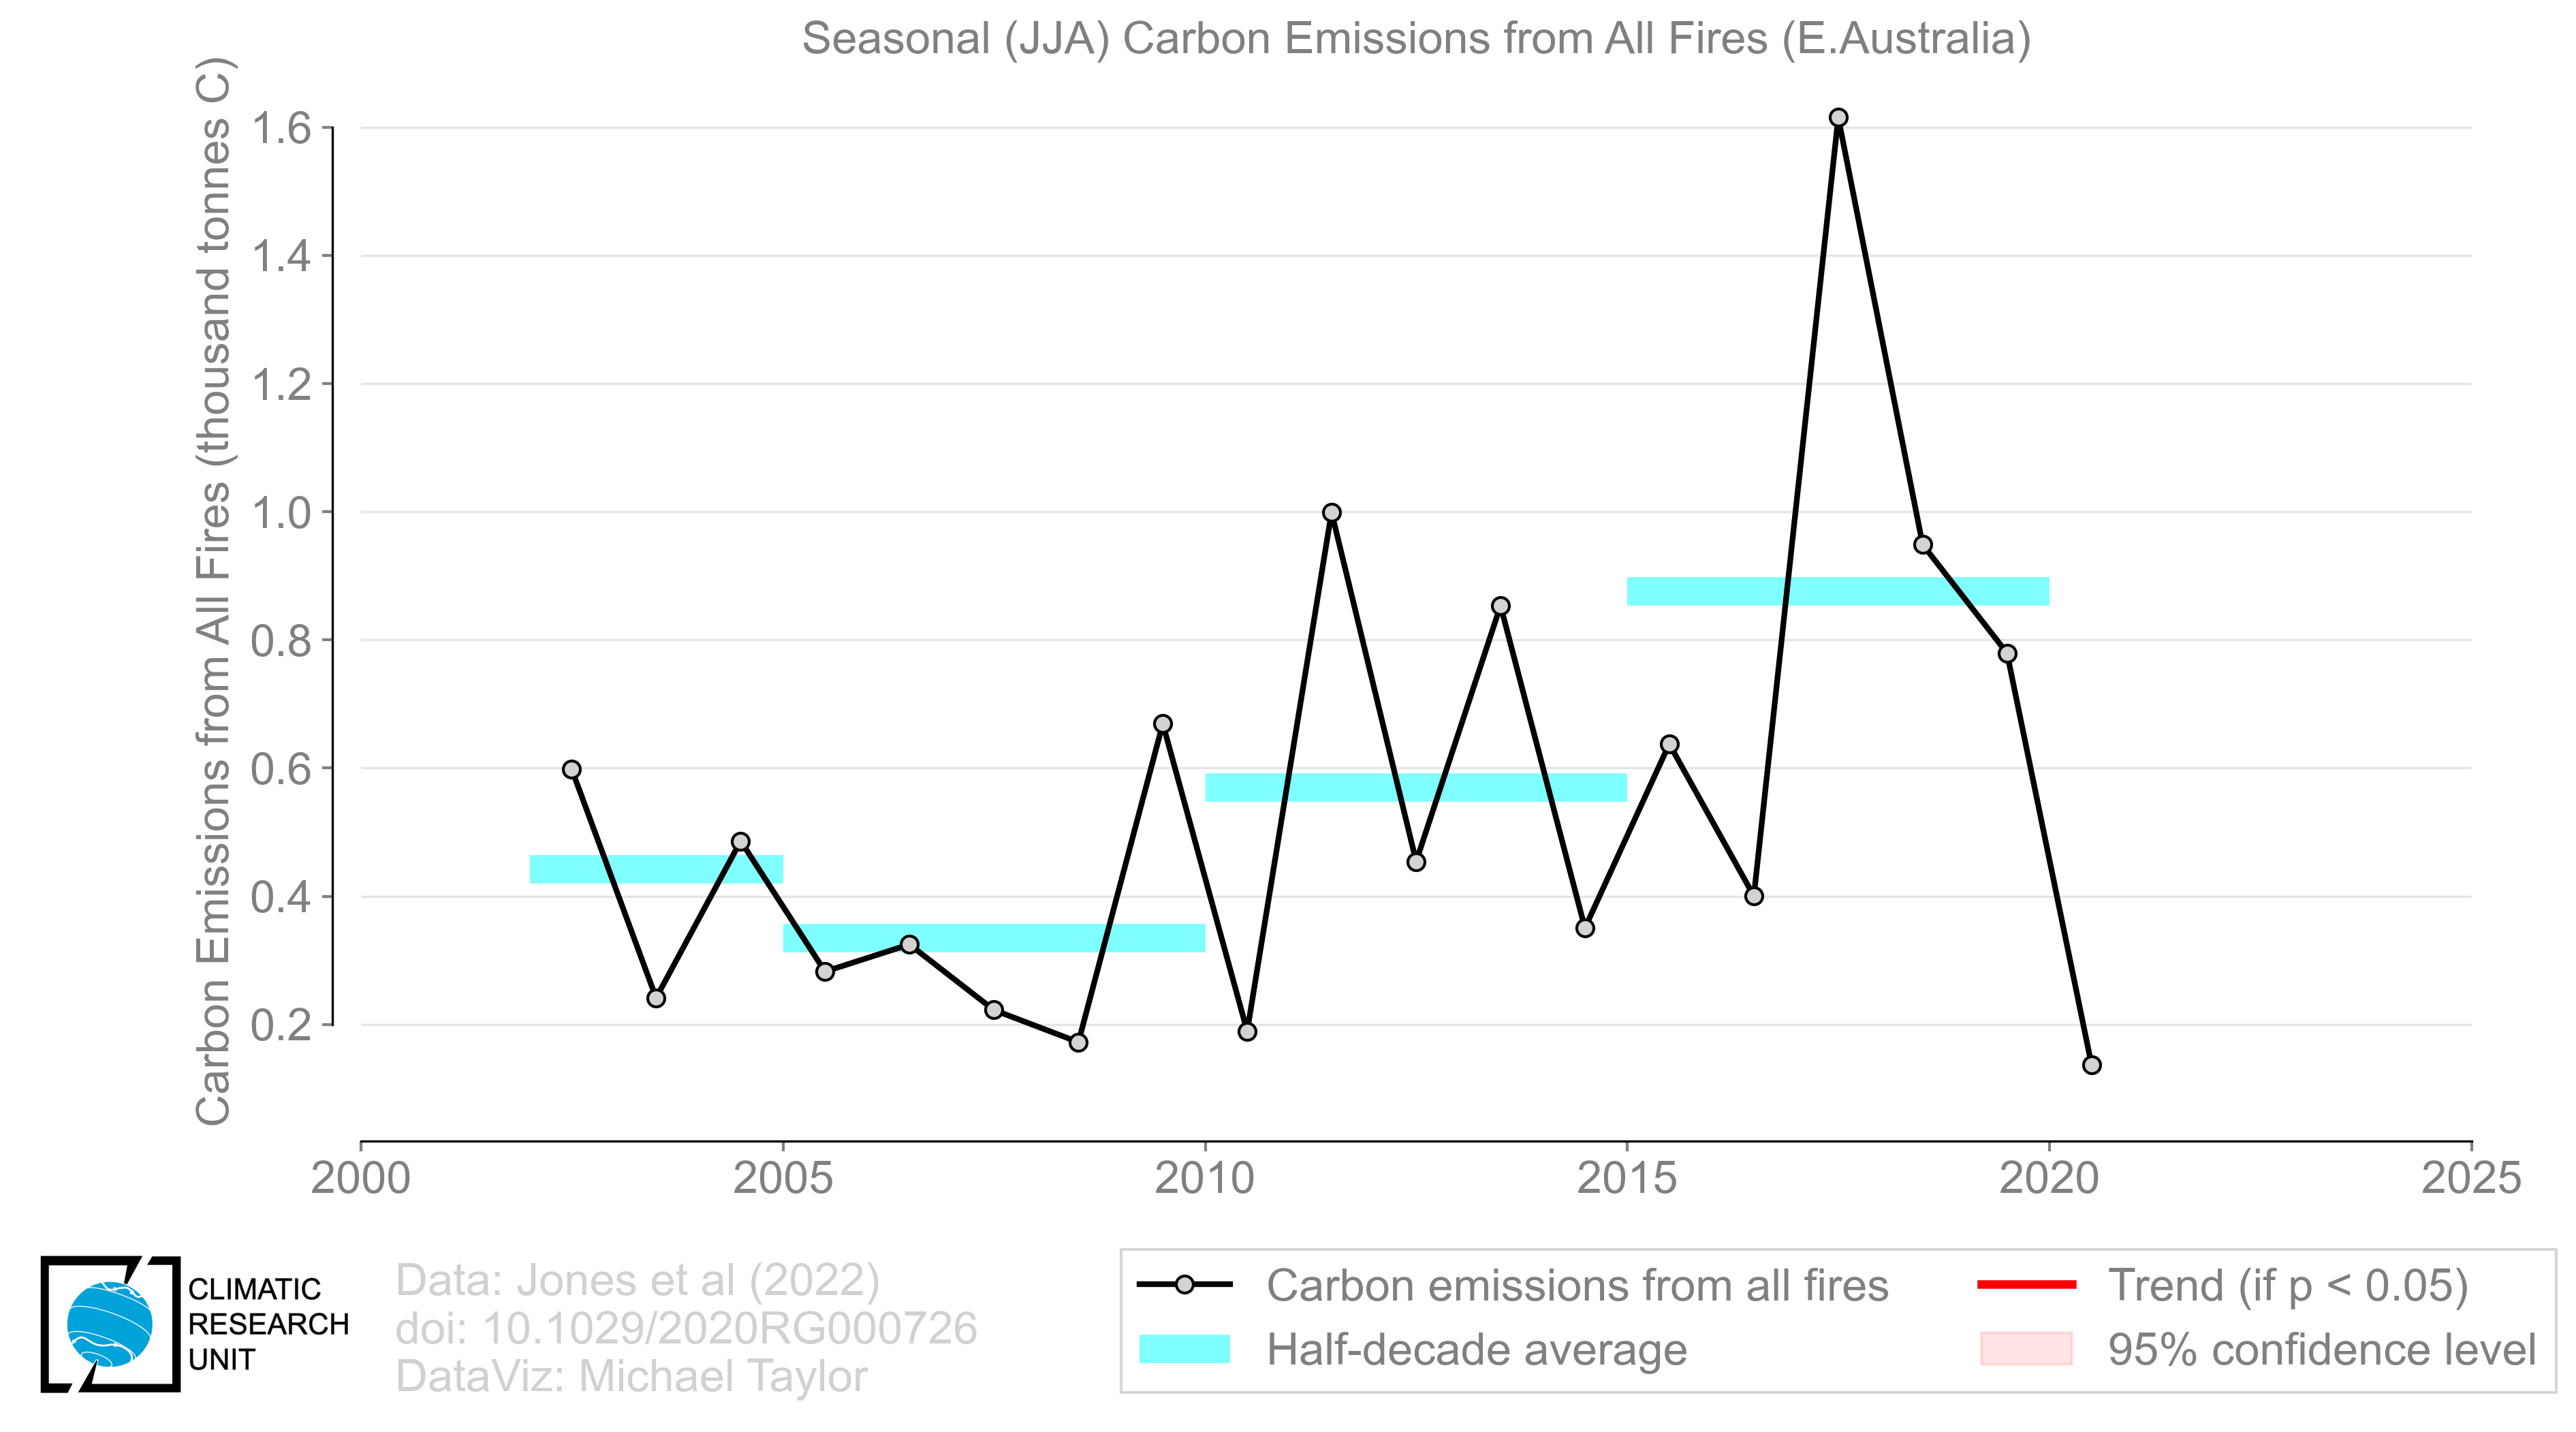 Seasonal (JJA) Carbon Emissions from All Fires (E.Australia)
Carbon Emissions from All Fires (thousand tonnes C)
1.6
1.4
1.2
1.0
0.8
0.6
0.4
0.2
2000
2005
2010
2015
2020
2025
CLIMATIC
RESEARCH
UNIT
Data: Jones et al (2022)
doi: 10.1029/2020RG000726
DataViz: Michael Taylor
Carbon emissions from all fires
Half-decade average
Trend (if p < 0.05)
95% confidence level